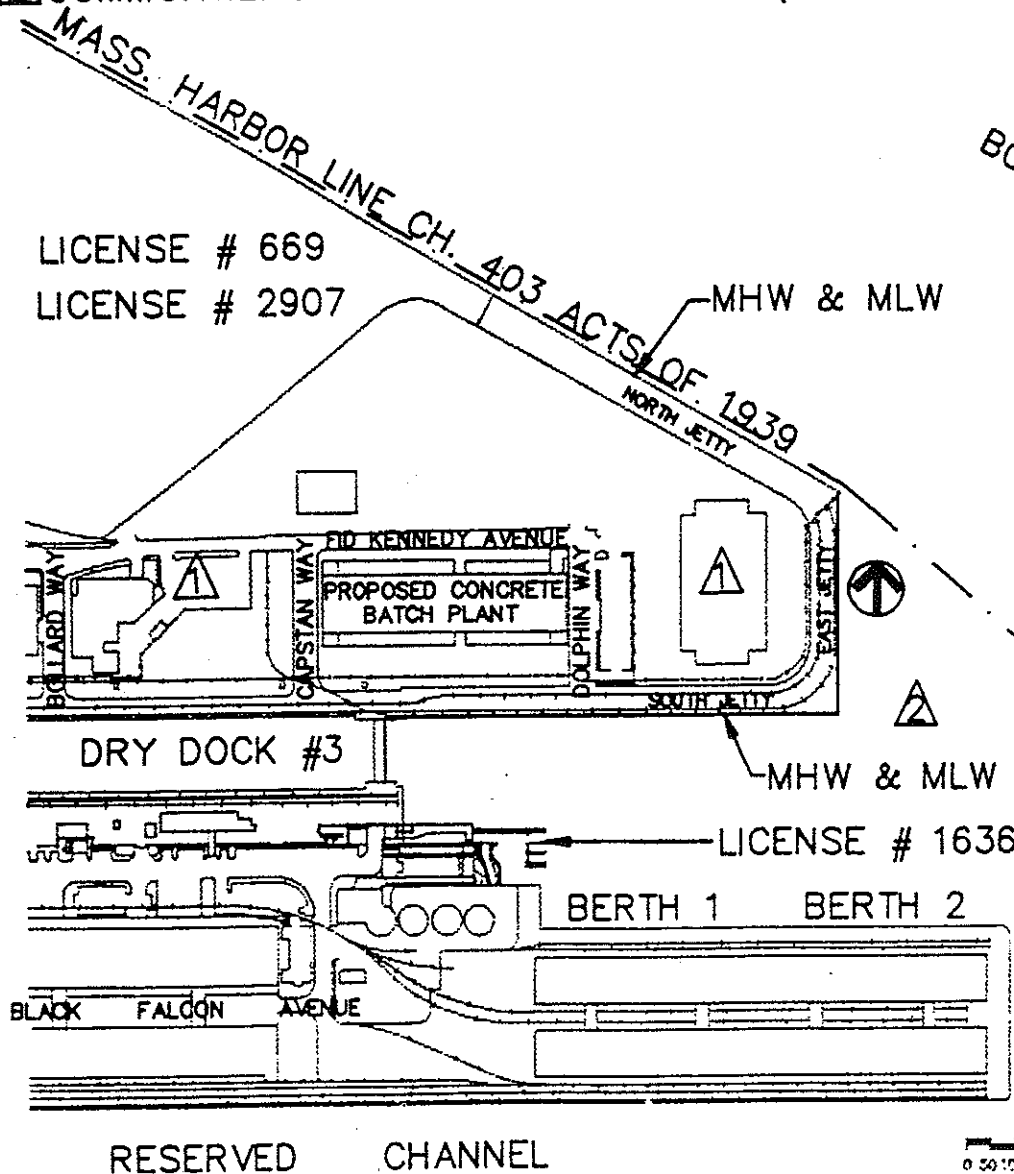 MASS. HARBOR LINE CH. 403 ACTS OF 1939
LICENSE # 669
LICENSE # 2907
MHW & MLW
NORTH JETTY
FID KENNEDY AVENUE
BOLLARD WAY
1
CAPSTAN WAY
PROPOSED CONCRETE
BATCH PLANT
DOLPHIN WAY
1
EAST JETTY
SOUTH JETTY
2
DRY DOCK #3
MHW & MLW
LICENSE # 1636
BERTH 1
BERTH 2
BLACK FALCON AVENUE
RESERVED CHANNEL